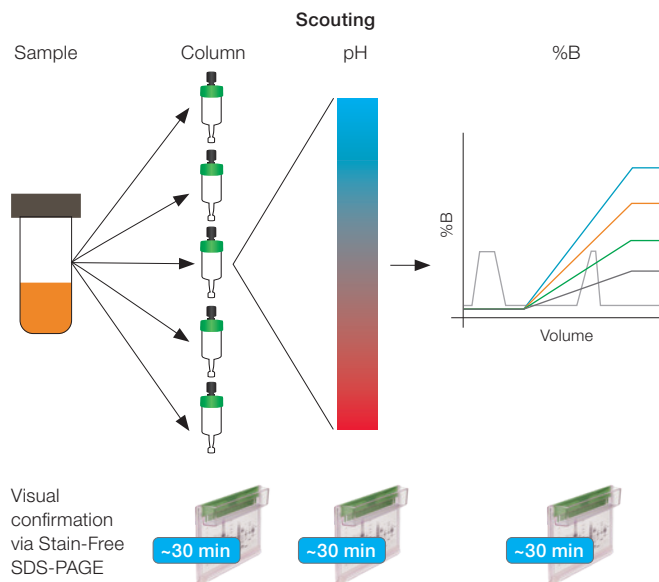 Scouting
Sample
Column
pH
%B
%B
Volume
Visual
confirmation
via Stain-Free
SDS-PAGE
~30 min
~30 min
~30 min